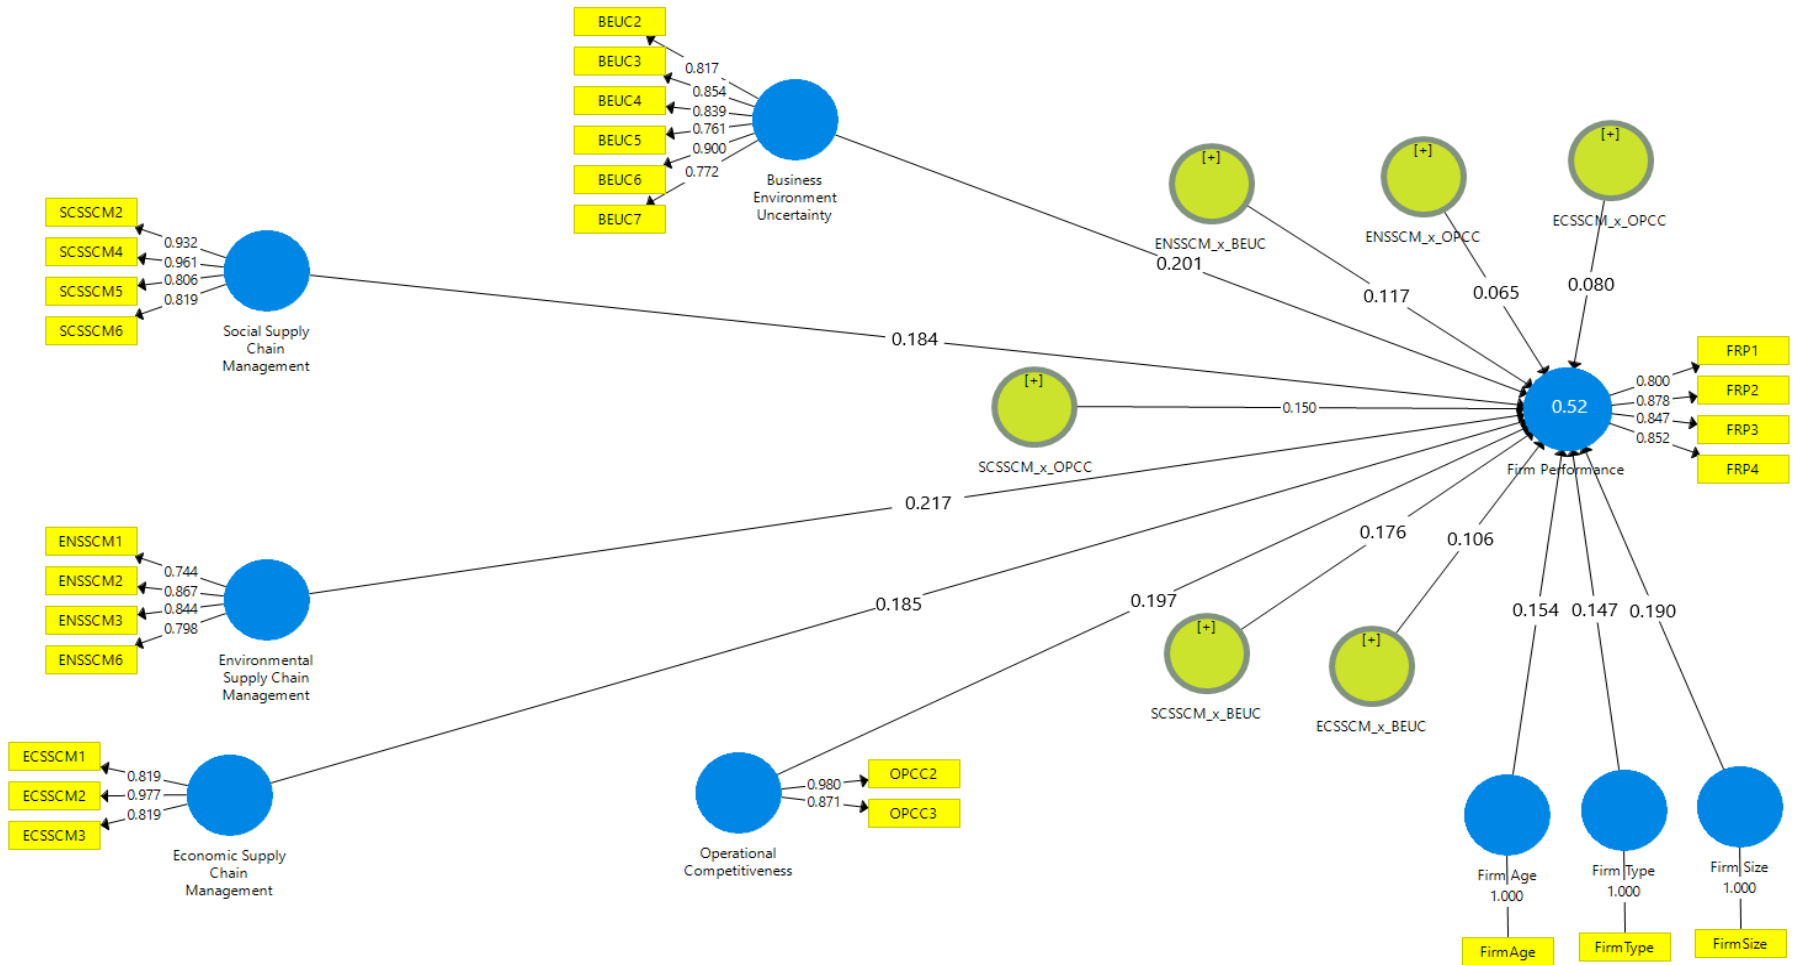 BEUC2
BEUC3
BEUC4
BEUC5
BEUC6
BEUC7
0.817
0.854
0.839
0.761
0.900
0.772
Business
Environment
Uncertainty
[+]
ENSSCM_x_BEUC
[+]
ENSSCM_x_OPCC
[+]
ECSSCM_x_OPCC
0.201
0.117
0.065
0.080
SCSSCM2
SCSSCM4
SCSSCM5
SCSSCM6
0.932
0.961
0.806
0.819
Social Supply
Chain
Management
0.184
[+]
SCSSCM_x_OPCC
0.150
0.52
Firm Performance
0.800
0.878
0.847
0.852
FRP1
FRP2
FRP3
FRP4
ENSSCM1
ENSSCM2
ENSSCM3
ENSSCM6
0.744
0.867
0.844
0.798
Environmental
Supply Chain
Management
0.217
0.185
0.197
0.176
0.106
0.154
0.147
0.190
[+]
SCSSCM_x_BEUC
[+]
ECSSCM_x_BEUC
ECSSCM1
ECSSCM2
ECSSCM3
0.819
0.977
0.819
Economic Supply
Chain
Management
0.980
0.871
OPCC2
OPCC3
Operational
Competitiveness
Firm Age
1.000
FirmAge
Firm Type
1.000
FirmType
Firm Size
1.000
FirmSize